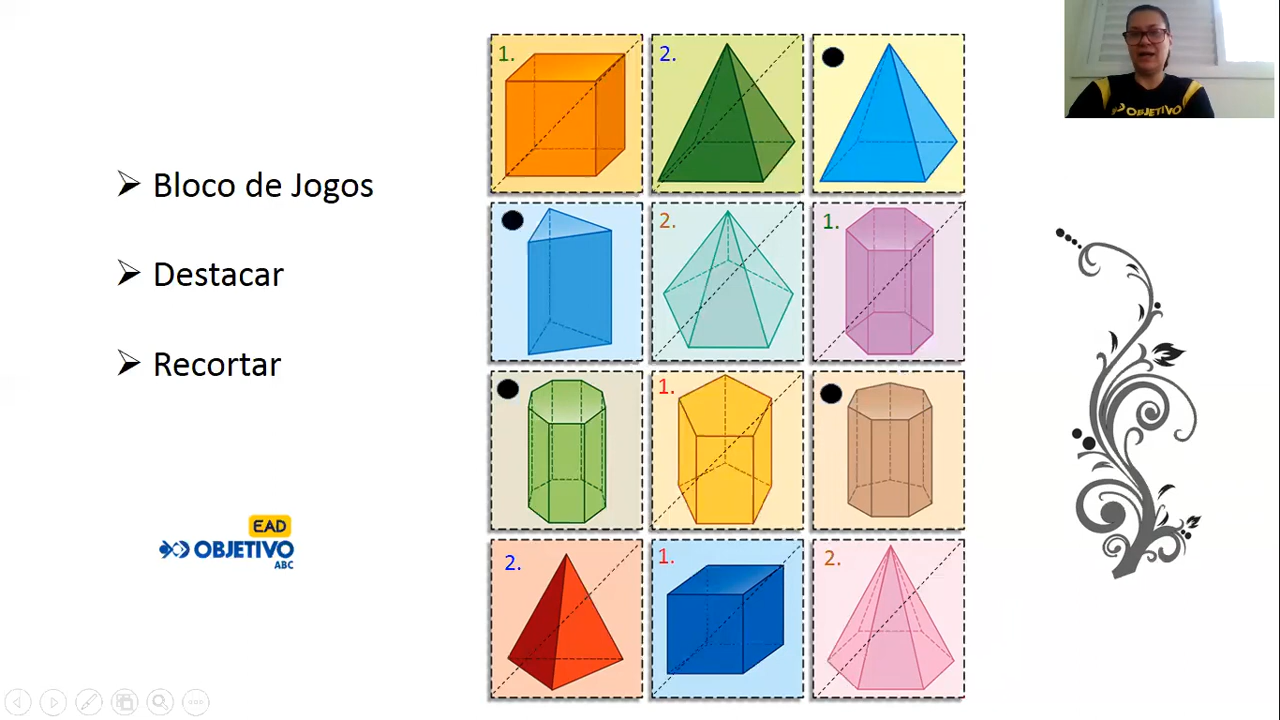 Bloco de Jogos
Destacar
Recortar
EAD
OBJETIVO
ABC
1.
2.
2.
1.
1.
2.
1.
2.
OBJETIVO